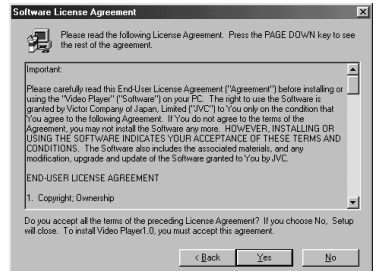 Software License Agreement
Please read the following License Agreement. Press the PAGE DOWN key to see
the rest of the agreement.
Important:
Please carefully read this End-User License Agreement ("Agreement") before installing or
using the "Video Player" ("Software") on your PC. The right to use the Software is
granted by Victor Company of Japan, Limited ("JVC") to You only on the condition that
You agree to the following Agreement. If You do not agree to the terms of the
Agreement, you may not install the Software any more. HOWEVER, INSTALLING OR
USING THE SOFTWARE INDICATES YOUR ACCEPTANCE OF THESE TERMS AND
CONDITIONS. The Software also includes the associated materials, and any
modification, upgrade and update of the Software granted to You by JVC.
END-USER LICENSE AGREEMENT
1. Copyright; Ownership
Do you accept all the terms of the preceding License Agreement? If you choose No, Setup
will close. To install Video Player1.0, you must accept this agreement.
< Back Yes No